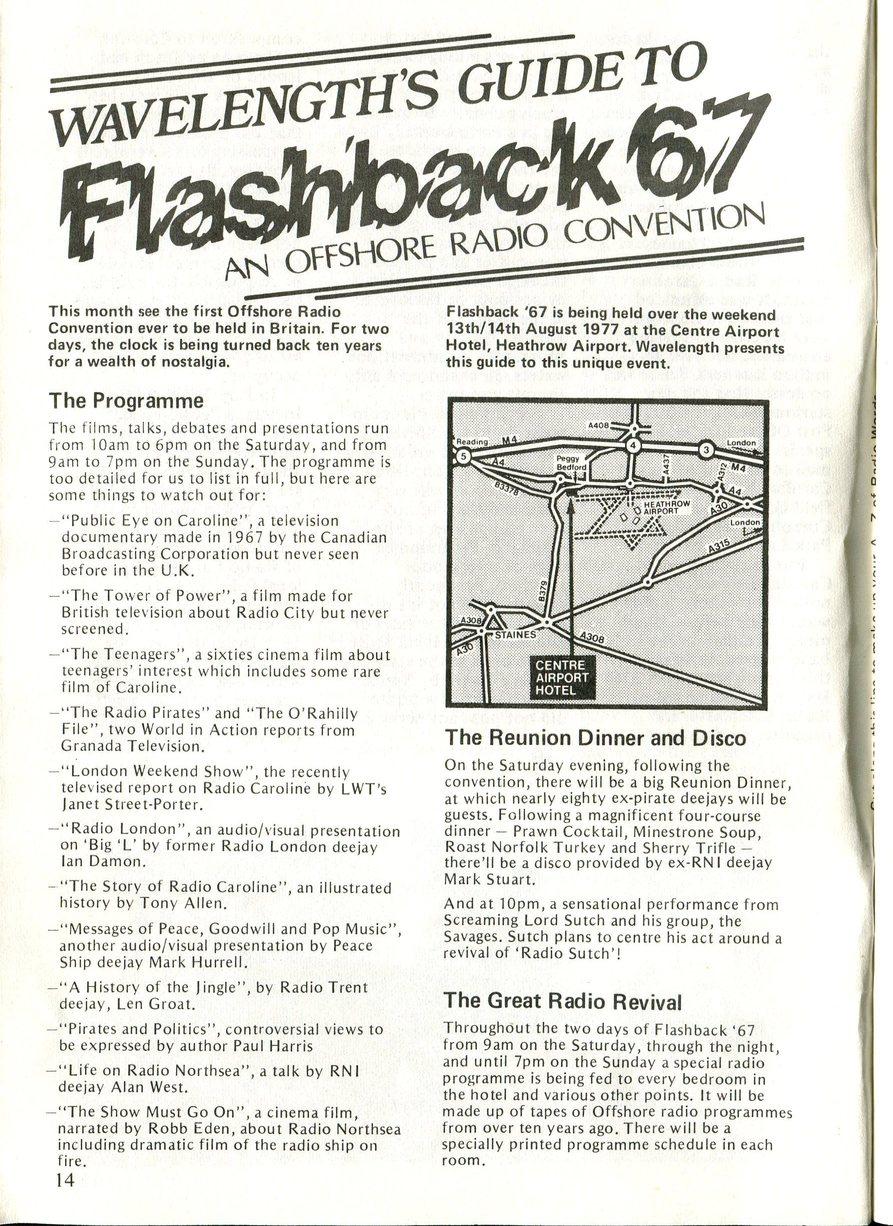 WAVELENGTH'S GUIDE TO
Flashback '67
AN OFFSHORE RADIO CONVENTION
This month see the first Offshore Radio
Convention ever to be held in Britain. For two
days, the clock is being turned back ten years
for a wealth of nostalgia.
The Programme
The films, talks, debates and presentations run
from 10am to 6pm on the Saturday, and from
9am to 7pm on the Sunday. The programme is
too detailed for us to list in full, but here are
some things to watch out for:
—“Public Eye on Caroline”, a television
documentary made in 1967 by the Canadian
Broadcasting Corporation but never seen
before in the U.K.
—“The Tower of Power”, a film made for
British television about Radio City but never
screened.
—“The Teenagers”, a sixties cinema film about
teenagers’ interest which includes some rare
film of Caroline.
—“The Radio Pirates” and “The O’Rahilly
File”, two World in Action reports from
Granada Television.
—“London Weekend Show”, the recently
televised report on Radio Caroline by LWT’s
Janet Street-Porter.
—“Radio London”, an audio/visual presentation
on ‘Big ‘L’ by former Radio London deejay
Ian Damon.
—“The Story of Radio Caroline”, an illustrated
history by Tony Allen.
—“Messages of Peace, Goodwill and Pop Music”,
another audio/visual presentation by Peace
Ship deejay Mark Hurrell.
—“A History of the Jingle”, by Radio Trent
deejay, Len Groat.
—“Pirates and Politics”, controversial views to
be expressed by author Paul Harris
—“Life on Radio Northsea”, a talk by RNI
deejay Alan West.
—“The Show Must Go On”, a cinema film,
narrated by Robb Eden, about Radio Northsea
including dramatic film of the radio ship on
fire.
14
Flashback ‘67 is being held over the weekend
13th/14th August 1977 at the Centre Airport
Hotel, Heathrow Airport. Wavelength presents
this guide to this unique event.
A408
Reading
M4
London
5
4
3
A4
Peggy
Bedford
A437
A312
M4
B3378
A4
HEATHROW
AIRPORT
A30
London
A315
B379
A308
STAINES
A308
A30
CENTRE
AIRPORT
HOTEL
The Reunion Dinner and Disco
On the Saturday evening, following the
convention, there will be a big Reunion Dinner,
at which nearly eighty ex-pirate deejays will be
guests. Following a magnificent four-course
dinner — Prawn Cocktail, Minestrone Soup,
Roast Norfolk Turkey and Sherry Trifle —
there’ll be a disco provided by ex-RNI deejay
Mark Stuart.
And at 10pm, a sensational performance from
Screaming Lord Sutch and his group, the
Savages. Sutch plans to centre his act around a
revival of ‘Radio Sutch’!
The Great Radio Revival
Throughout the two days of Flashback ‘67
from 9am on the Saturday, through the night,
and until 7pm on the Sunday a special radio
programme is being fed to every bedroom in
the hotel and various other points. It will be
made up of tapes of Offshore radio programmes
from over ten years ago. There will be a
specially printed programme schedule in each
room.